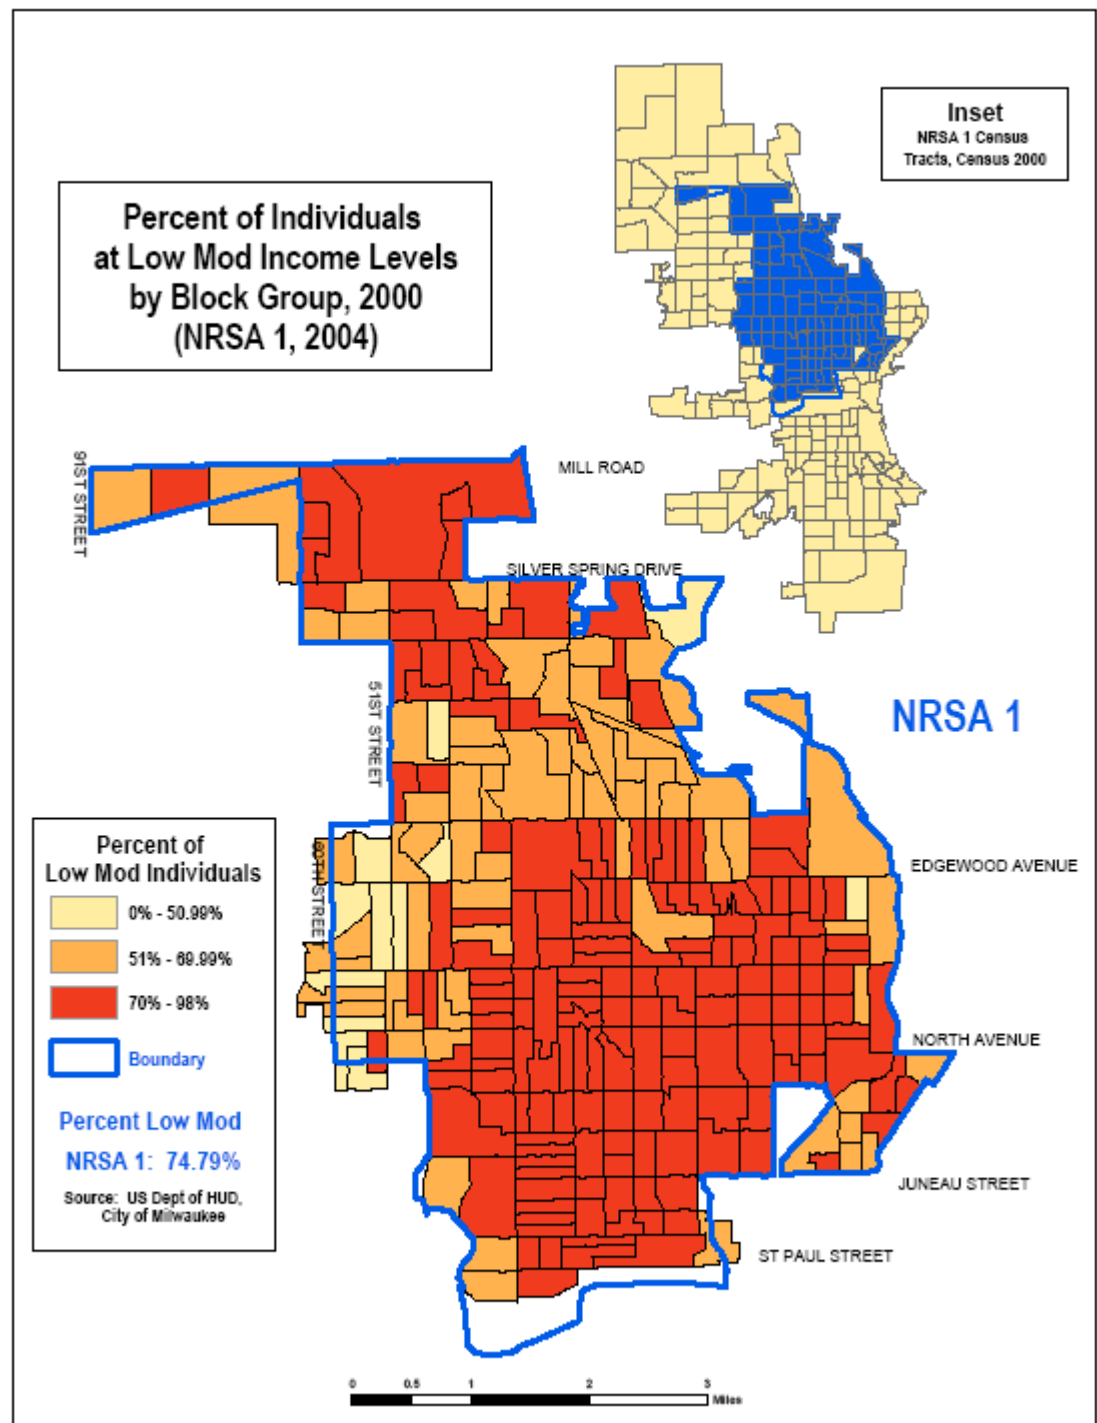 Inset
NRSA 1 Census
Tracts, Census 2000
Percent of Individuals
at Low Mod Income Levels
by Block Group, 2000
(NRSA 1, 2004)
91ST STREET
MILL ROAD
SILVER SPRING DRIVE
51ST STREET
NRSA 1
60TH STREET
EDGEWOOD AVENUE
Percent of
Low Mod Individuals
0% - 50.99%
51% - 69.99%
70% - 98%
Boundary
Percent Low Mod
NRSA 1: 74.79%
Source: US Dept of HUD,
City of Milwaukee
NORTH AVENUE
JUNEAU STREET
ST PAUL STREET
0 0.5 1 2 3
Miles